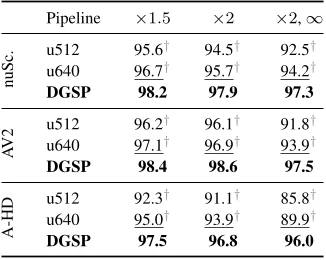 Pipeline ×1.5 ×2 ×2, ∞
nuSc.
u512 95.6† 94.5† 92.5†
u640 96.7† 95.7† 94.2†
DGSP 98.2 97.9 97.3
AV2
u512 96.2† 96.1† 91.8†
u640 97.1† 96.9† 93.9†
DGSP 98.4 98.6 97.5
A-HD
u512 92.3† 91.1† 85.8†
u640 95.0† 93.9† 89.9†
DGSP 97.5 96.8 96.0